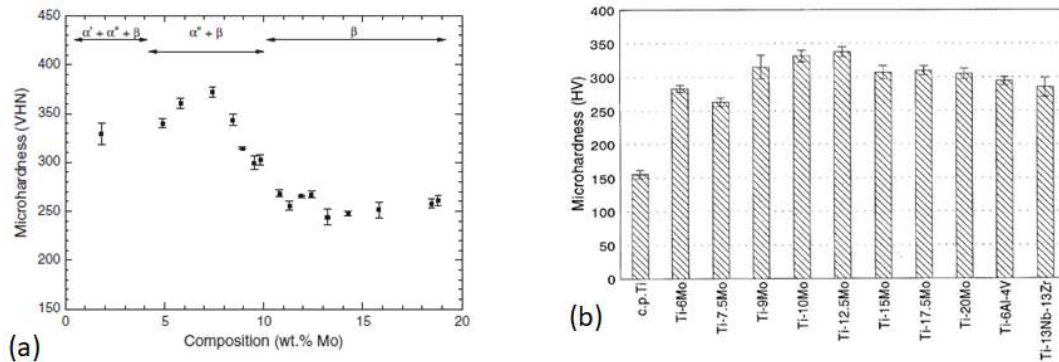 450
α' + α" + β
α" + β
β
400
350
300
250
200
150
Microhardness (VHN)
0
5
10
15
20
Composition (wt.% Mo)
(a)
400
350
300
250
200
150
100
50
0
Microhardness (HV)
c.p.Ti
Ti-6Mo
Ti-7.5Mo
Ti-9Mo
Ti-10Mo
Ti-12.5Mo
Ti-15Mo
Ti-17.5Mo
Ti-20Mo
Ti-6Al-4V
Ti-13Nb-13Zr
(b)